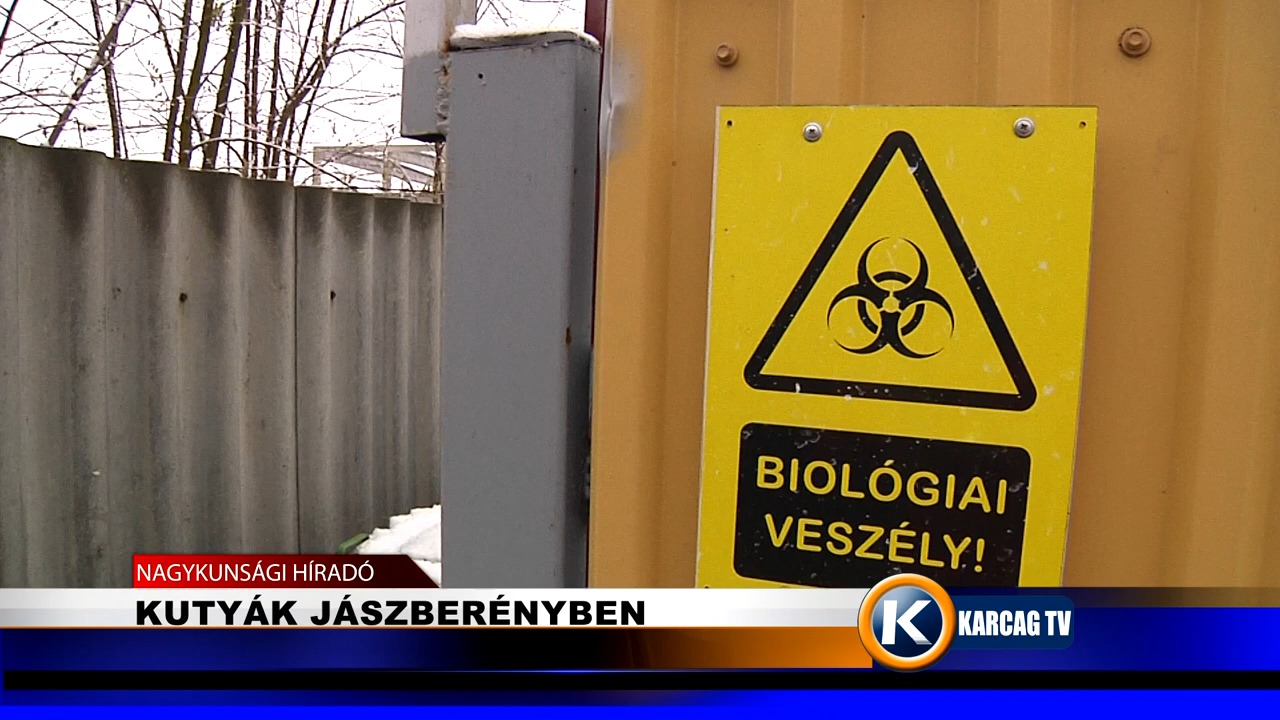 BIOLÓGIAI
VESZÉLY!
NAGYKUNSÁGI HÍRADÓ
KUTYÁK JÁSZBERÉNYBEN
K KARCAG TV